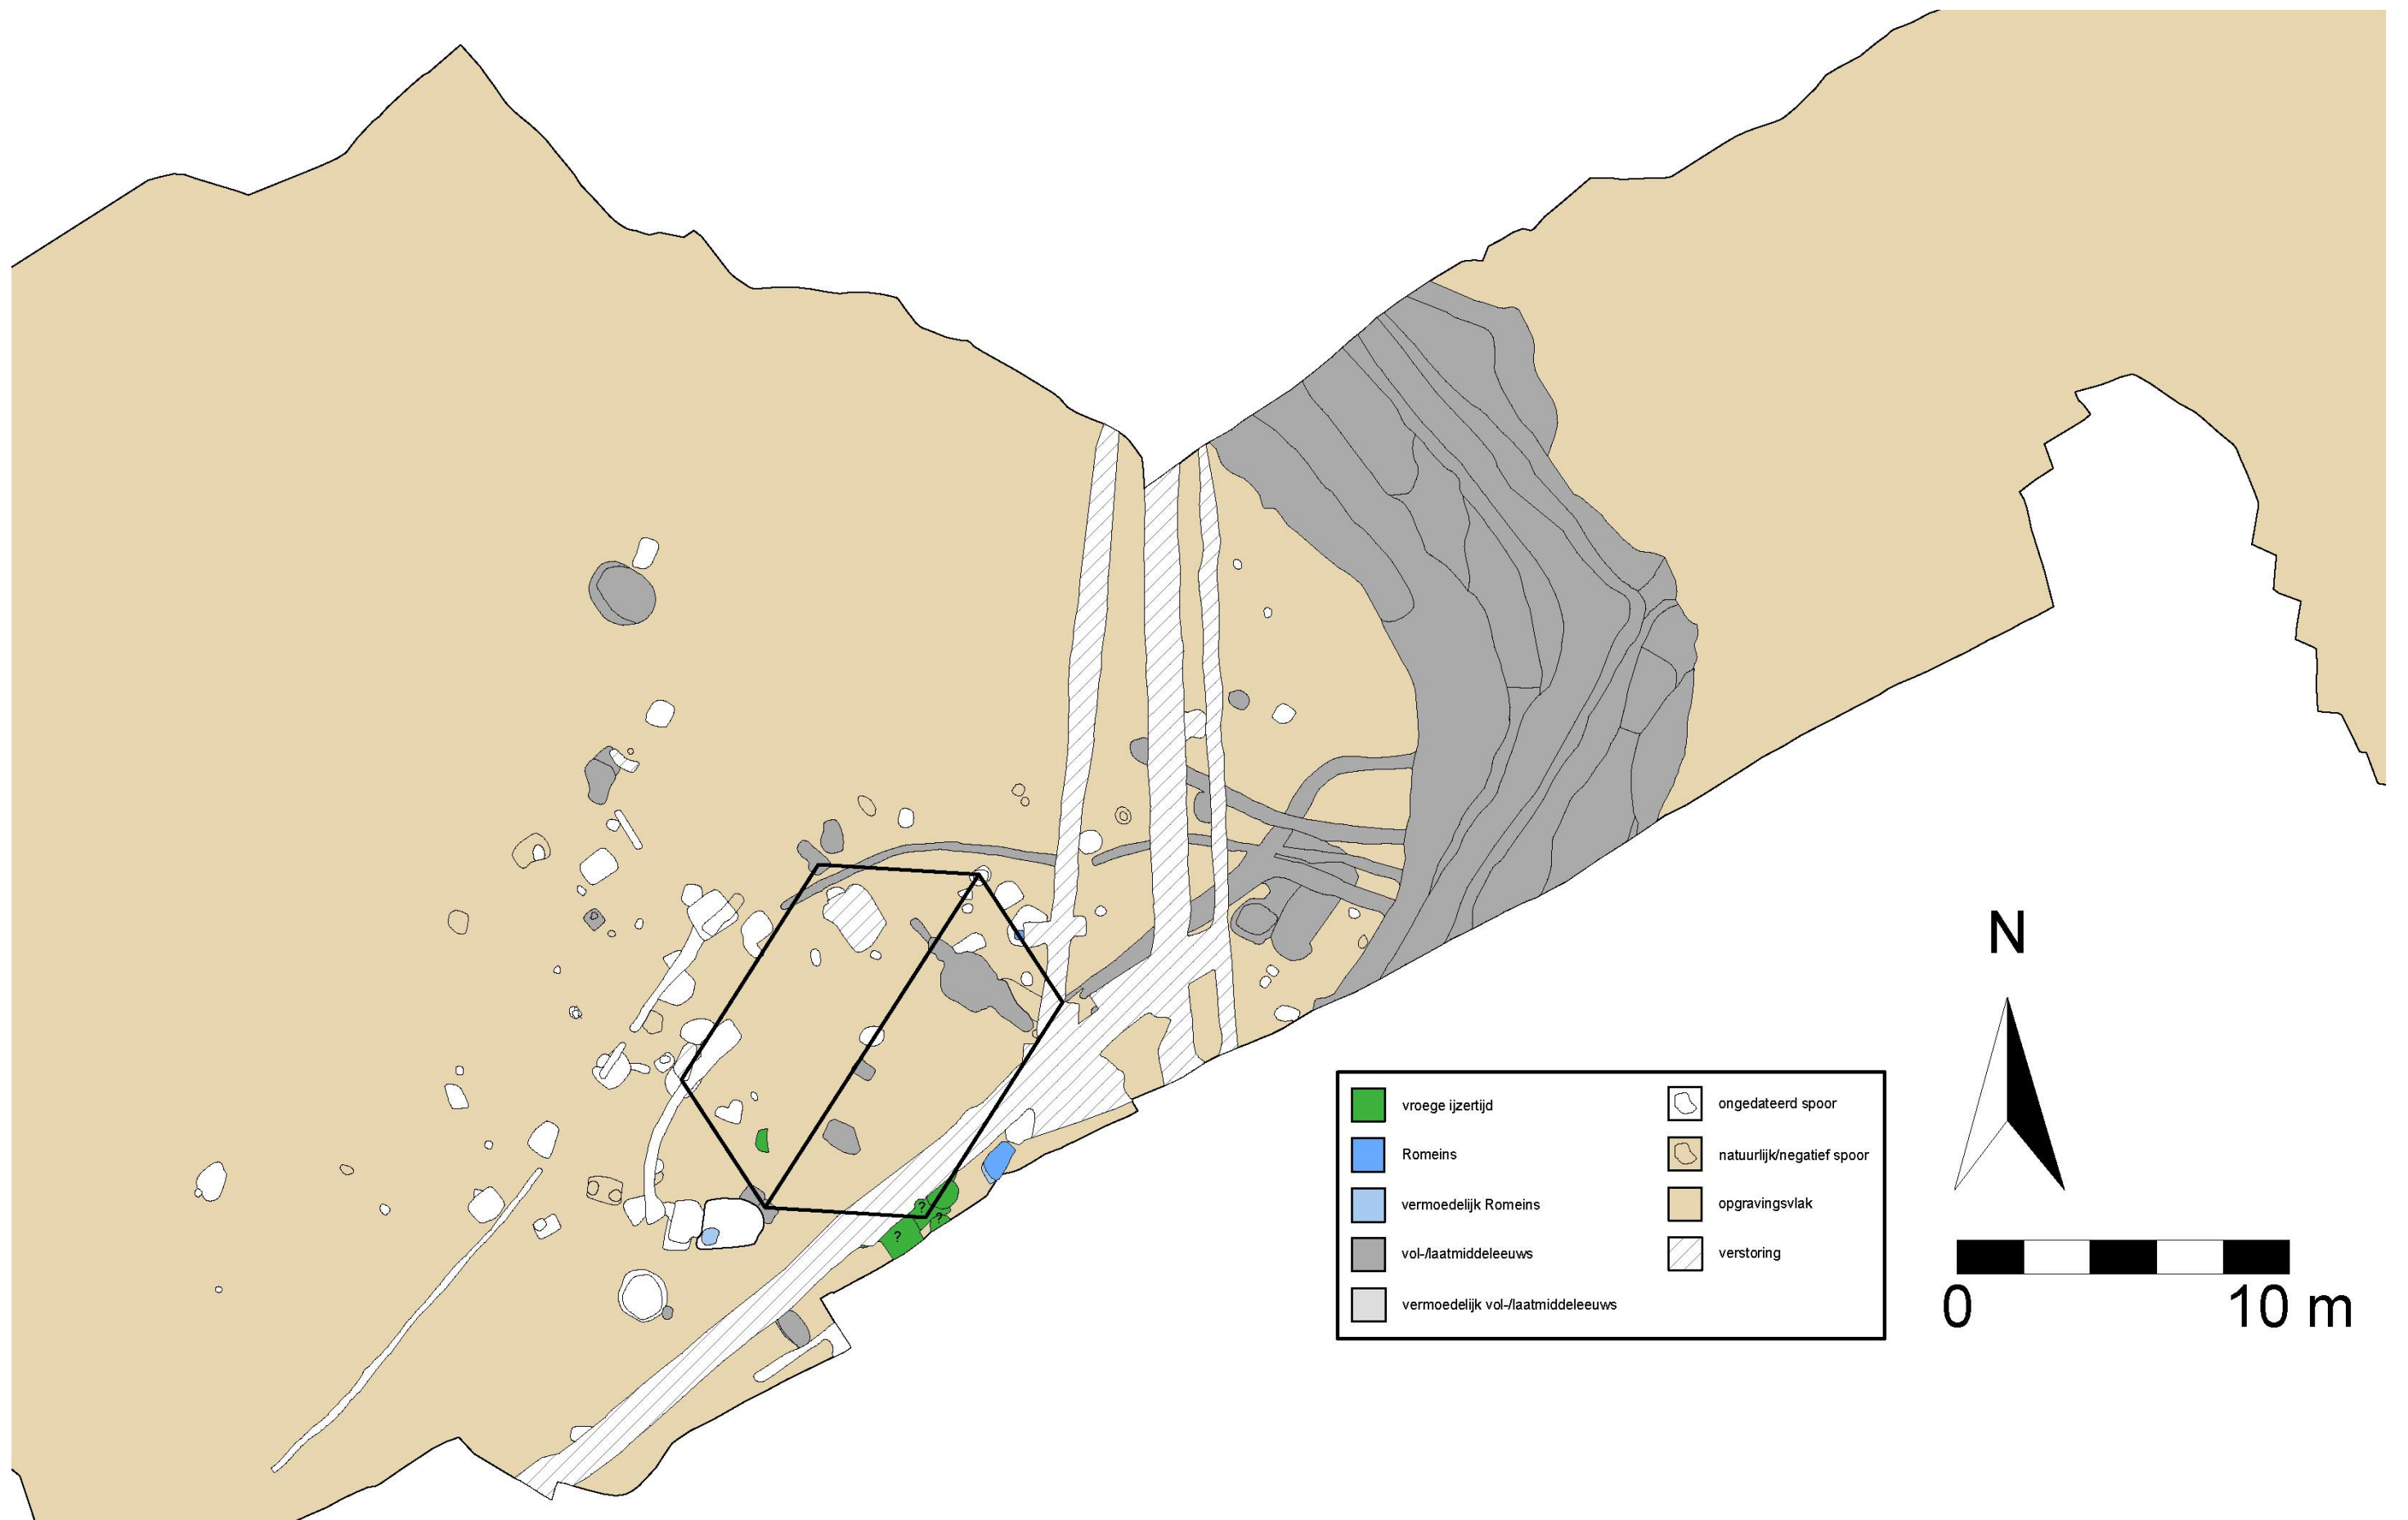 ?
?
?
N
vroege ijzertijd
Romeins
vermoedelijk Romeins
vol-/laatmiddeleeuws
vermoedelijk vol-/laatmiddeleeuws
ongedateerd spoor
natuurlijk/negatief spoor
opgravingsvlak
verstoring
0 10 m